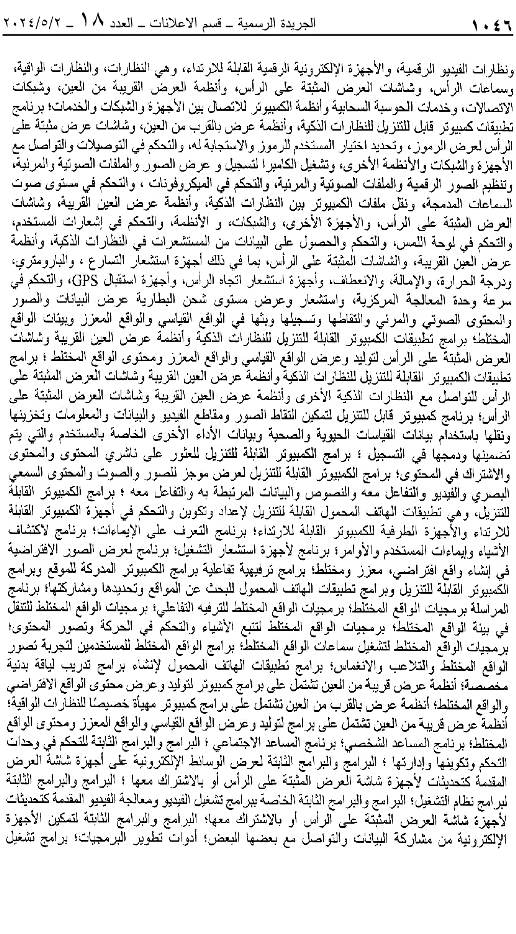 ١٠٤٦ الجريدة الرسمية – قسم الاعلانات – العدد ١٨ – ٢٠٢٤/٥/٢
ونظارات الفيديو الرقمية، والأجهزة الإلكترونية الرقمية القابلة للارتداء، وهي النظارات، والنظارات الواقية،
وسماعات الرأس، وشاشات العرض المثبتة على الرأس، وأنظمة العرض القريبة من العين، وشبكات
الاتصالات، وخدمات الحوسبة السحابية وأنظمة الكمبيوتر للاتصال بين الأجهزة والشبكات والخدمات؛ برنامج
تطبيقات كمبيوتر قابل للتنزيل للنظارات الذكية، وأنظمة عرض بالقرب من العين، وشاشات عرض مثبتة على
الرأس لعرض الرموز، وتحديد اختيار المستخدم للرموز والاستجابة له، والتحكم في التوصيلات والتواصل مع
الأجهزة والشبكات والأنظمة الأخرى، وتشغيل الكاميرا لتسجيل و عرض الصور والملفات الصوتية والمرئية،
وتنظيم الصور الرقمية والملفات الصوتية والمرئية، والتحكم في الميكروفونات ، والتحكم في مستوى صوت
السماعات المدمجة، ونقل ملفات الكمبيوتر بين النظارات الذكية، وأنظمة عرض العين القريبة، وشاشات
العرض المثبتة على الرأس، والأجهزة الأخرى، والشبكات، و الأنظمة، والتحكم في إشعارات المستخدم،
والتحكم في لوحة اللمس، والتحكم والحصول على البيانات من المستشعرات في النظارات الذكية، وأنظمة
عرض العين القريبة، والشاشات المثبتة على الرأس، بما في ذلك أجهزة استشعار التسارع ، والبارومتري،
ودرجة الحرارة، والإمالة، والانعطاف، وأجهزة استشعار اتجاه الرأس، وأجهزة استقبال GPS، والتحكم في
سرعة وحدة المعالجة المركزية، واستشعار وعرض مستوى شحن البطارية عرض البيانات والصور
والمحتوى الصوتي والمرئي والتقاطها وتسجيلها وبثها في الواقع القياسي والواقع المعزز وبيئات الواقع
المختلط؛ برامج تطبيقات الكمبيوتر القابلة للتنزيل للنظارات الذكية وأنظمة عرض العين القريبة وشاشات
العرض المثبتة على الرأس لتوليد وعرض الواقع القياسي والواقع المعزز ومحتوى الواقع المختلط ؛ برامج
تطبيقات الكمبيوتر القابلة للتنزيل للنظارات الذكية وأنظمة عرض العين القريبة وشاشات العرض المثبتة على
الرأس للتواصل مع النظارات الذكية الأخرى وأنظمة عرض العين القريبة وشاشات العرض المثبتة على
الرأس؛ برنامج كمبيوتر قابل للتنزيل لتمكين التقاط الصور ومقاطع الفيديو والبيانات والمعلومات وتخزينها
ونقلها باستخدام بيانات القياسات الحيوية والصحية وبيانات الأداء الأخرى الخاصة بالمستخدم والتي يتم
تضمينها ودمجها في التسجيل ؛ برامج الكمبيوتر القابلة للتنزيل للعثور على ناشري المحتوى والمحتوى
والاشتراك في المحتوى؛ برامج الكمبيوتر القابلة للتنزيل لعرض موجز للصور والصوت والمحتوى السمعي
البصري والفيديو والتفاعل معه والنصوص والبيانات المرتبطة به والتفاعل معه ؛ برامج الكمبيوتر القابلة
للتنزيل، وهي تطبيقات الهاتف المحمول القابلة للتنزيل لإعداد وتكوين والتحكم في أجهزة الكمبيوتر القابلة
للارتداء والأجهزة الطرفية للكمبيوتر القابلة للارتداء؛ برنامج التعرف على الإيماءات؛ برنامج لاكتشاف
الأشياء وإيماءات المستخدم والأوامر؛ برنامج لأجهزة استشعار التشغيل؛ برنامج لعرض الصور الافتراضية
في إنشاء واقع افتراضي، معزز ومختلط؛ برامج ترفيهية تفاعلية برامج الكمبيوتر المدركة للموقع وبرامج
الكمبيوتر القابلة للتنزيل وبرامج تطبيقات الهاتف المحمول للبحث عن المواقع وتحديدها ومشاركتها؛ برنامج
المراسلة برمجيات الواقع المختلط؛ برمجيات الواقع المختلط للترفيه التفاعلي؛ برمجيات الواقع المختلط للتنقل
في بيئة الواقع المختلط؛ برمجيات الواقع المختلط لتتبع الأشياء والتحكم في الحركة وتصور المحتوى؛
برمجيات الواقع المختلط لتشغيل سماعات الواقع المختلط؛ برامج الواقع المختلط للمستخدمين لتجربة تصور
الواقع المختلط والتلاعب والانغماس؛ برامج تطبيقات الهاتف المحمول لإنشاء برامج تدريب لياقة بدنية
مخصصة؛ أنظمة عرض قريبة من العين تشتمل على برامج كمبيوتر لتوليد وعرض محتوى الواقع الافتراضي
والواقع المختلط؛ أنظمة عرض بالقرب من العين تشتمل على برامج كمبيوتر مهيأة خصيصًا للنظارات الواقية؛
أنظمة عرض قريبة من العين تشتمل على برامج لتوليد وعرض الواقع القياسي والواقع المعزز ومحتوى الواقع
المختلط؛ برنامج المساعد الشخصي؛ برنامج المساعد الاجتماعي ؛ البرامج والبرامج الثابتة للتحكم في وحدات
التحكم وتكوينها وإدارتها ؛ البرامج والبرامج الثابتة لعرض الوسائط الإلكترونية على أجهزة شاشة العرض
المقدمة كتحديثات لأجهزة شاشة العرض المثبتة على الرأس أو بالاشتراك معها ؛ البرامج والبرامج الثابتة
لبرامج نظام التشغيل؛ البرامج والبرامج الثابتة الخاصة ببرامج تشغيل الفيديو ومعالجة الفيديو المقدمة كتحديثات
لأجهزة شاشة العرض المثبتة على الرأس أو بالاشتراك معها؛ البرامج والبرامج الثابتة لتمكين الأجهزة
الإلكترونية من مشاركة البيانات والتواصل مع بعضها البعض؛ أدوات تطوير البرمجيات؛ برامج تشغيل